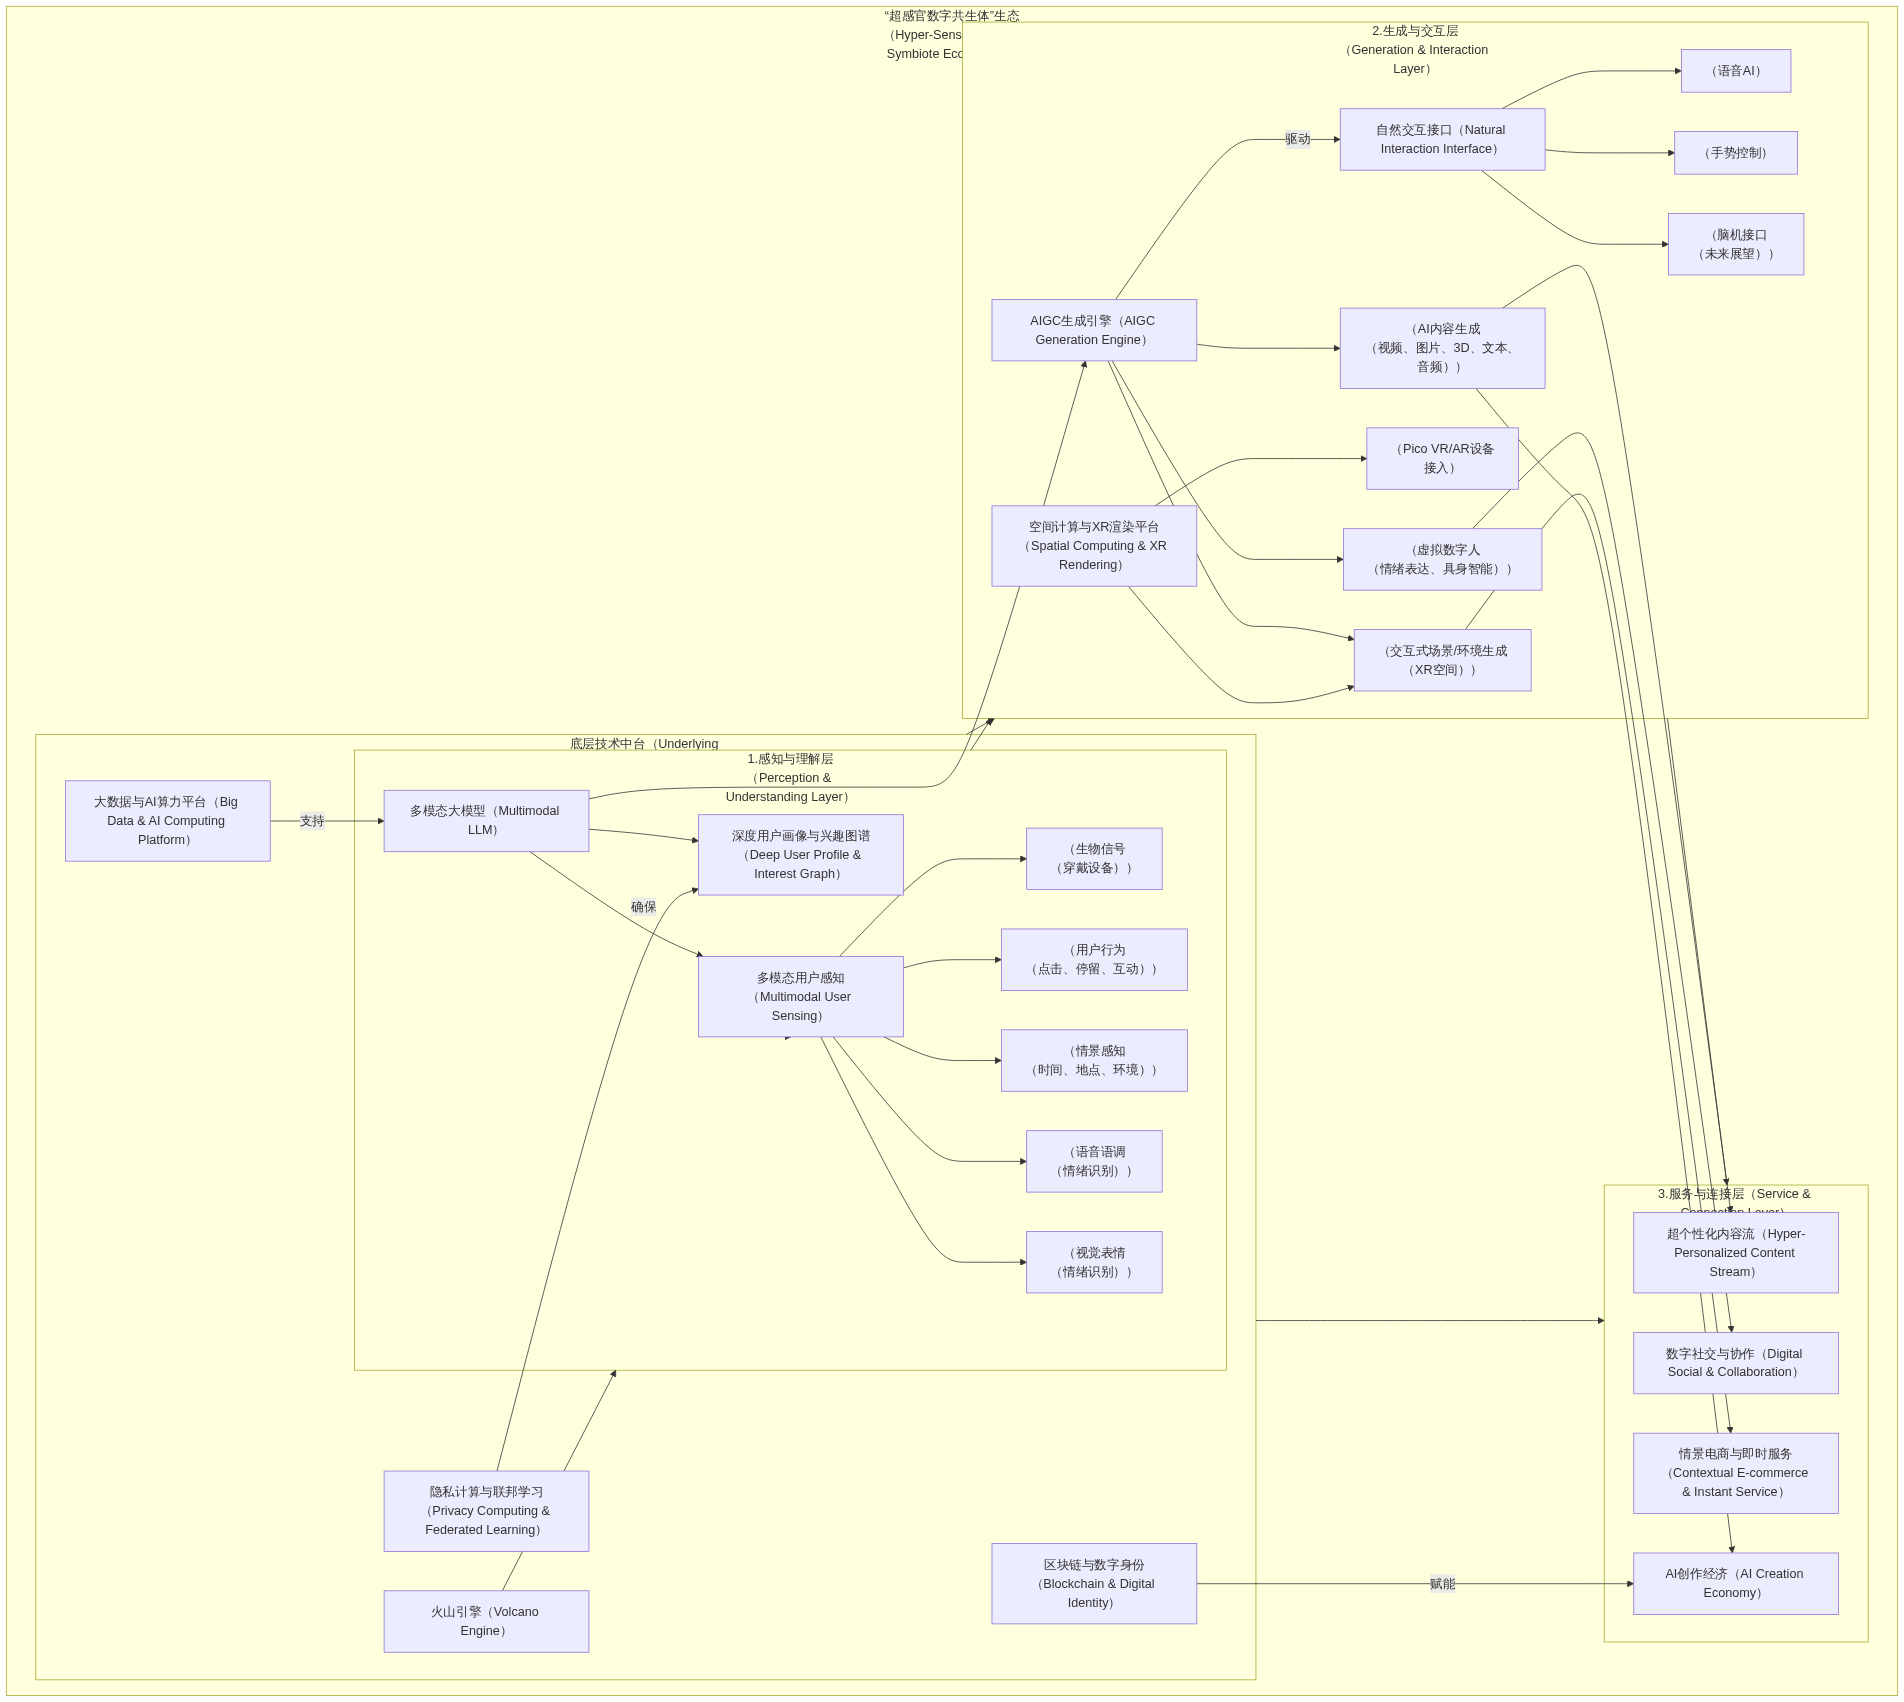 “超感官数字共生体”生态
（Hyper-Sens
Symbiote Eco
2.生成与交互层
（Generation & Interaction
Layer）
（语音AI）
驱动
自然交互接口（Natural
Interaction Interface）
（手势控制）
（脑机接口
（未来展望））
AIGC生成引擎（AIGC
Generation Engine）
（AI内容生成
（视频、图片、3D、文本、
音频））
（Pico VR/AR设备
接入）
空间计算与XR渲染平台
（Spatial Computing & XR
Rendering）
（虚拟数字人
（情绪表达、具身智能））
（交互式场景/环境生成
（XR空间））
底层技术中台（Underlying
1.感知与理解层
（Perception &
Understanding Layer）
大数据与AI算力平台（Big
Data & AI Computing
Platform）
支持
多模态大模型（Multimodal
LLM）
深度用户画像与兴趣图谱
（Deep User Profile &
Interest Graph）
（生物信号
（穿戴设备））
确保
多模态用户感知
（Multimodal User
Sensing）
（用户行为
（点击、停留、互动））
（情景感知
（时间、地点、环境））
（语音语调
（情绪识别））
（视觉表情
（情绪识别））
3.服务与连接层（Service &
Connection Layer）
超个性化内容流（Hyper-
Personalized Content
Stream）
数字社交与协作（Digital
Social & Collaboration）
情景电商与即时服务
（Contextual E-commerce
& Instant Service）
隐私计算与联邦学习
（Privacy Computing &
Federated Learning）
区块链与数字身份
（Blockchain & Digital
Identity）
赋能
AI创作经济（AI Creation
Economy）
火山引擎（Volcano
Engine）